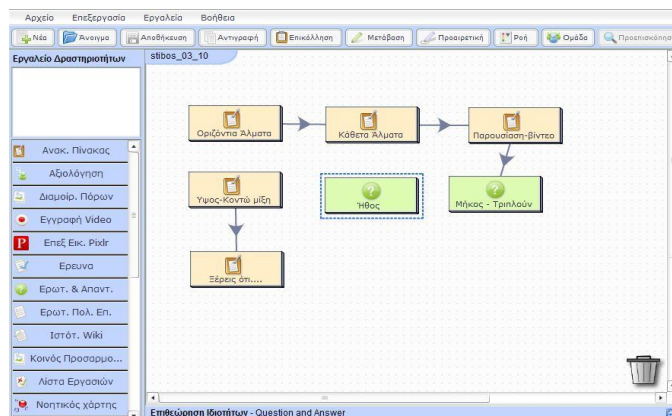 Αρχείο Επεξεργασία Εργαλεία Βοήθεια
Νέο Άνοιγμα Αποθήκευση Αντιγραφή Επικόλληση Μετάβαση Προαιρετική Ροή Ομάδα Προεπισκόπησ
Εργαλείο Δραστηριοτήτων
stibos_03_10
Οριζόντια Άλματα
Κάθετα Άλματα
Παρουσίαση-βίντεο
Ύψος-Κοντώ μίξη
Ήθος
Μήκος - Τριπλούν
Ξέρεις ότι....
Ανακ. Πίνακας
Αξιολόγηση
Διαμοίρ. Πόρων
Εγγραφή Video
Επεξ Εικ. Pixlr
Ερευνα
Ερωτ. & Απαντ.
Ερωτ. Πολ. Επ.
Ιστότ. Wiki
Κοινός Προσαρμο...
Λίστα Εργασιών
Νοητικός χάρτης
Επιθεώρηση Ιδιοτήτων - Question and Answer